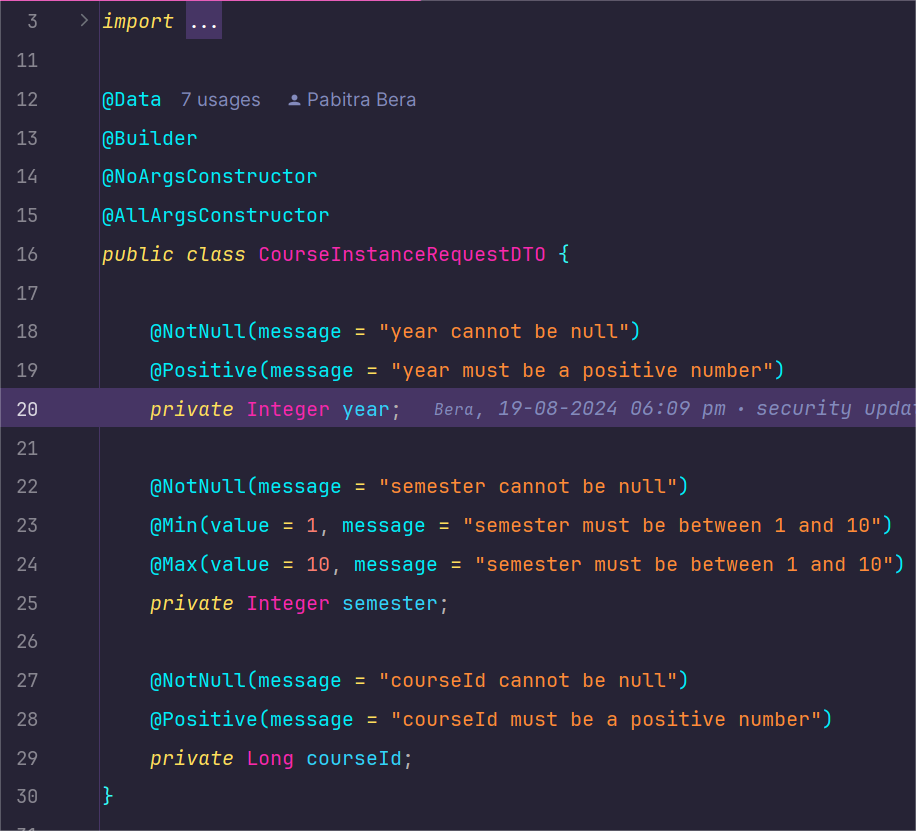 3 import ...
11
12 @Data 7 usages Pabitra Bera
13 @Builder
14 @NoArgsConstructor
15 @AllArgsConstructor
16 public class CourseInstanceRequestDTO {
17
18 @NotNull(message = "year cannot be null")
19 @Positive(message = "year must be a positive number")
20 private Integer year; Bera, 19-08-2024 06:09 pm · security upda
21
22 @NotNull(message = "semester cannot be null")
23 @Min(value = 1, message = "semester must be between 1 and 10")
24 @Max(value = 10, message = "semester must be between 1 and 10")
25 private Integer semester;
26
27 @NotNull(message = "courseId cannot be null")
28 @Positive(message = "courseId must be a positive number")
29 private Long courseId;
30 }